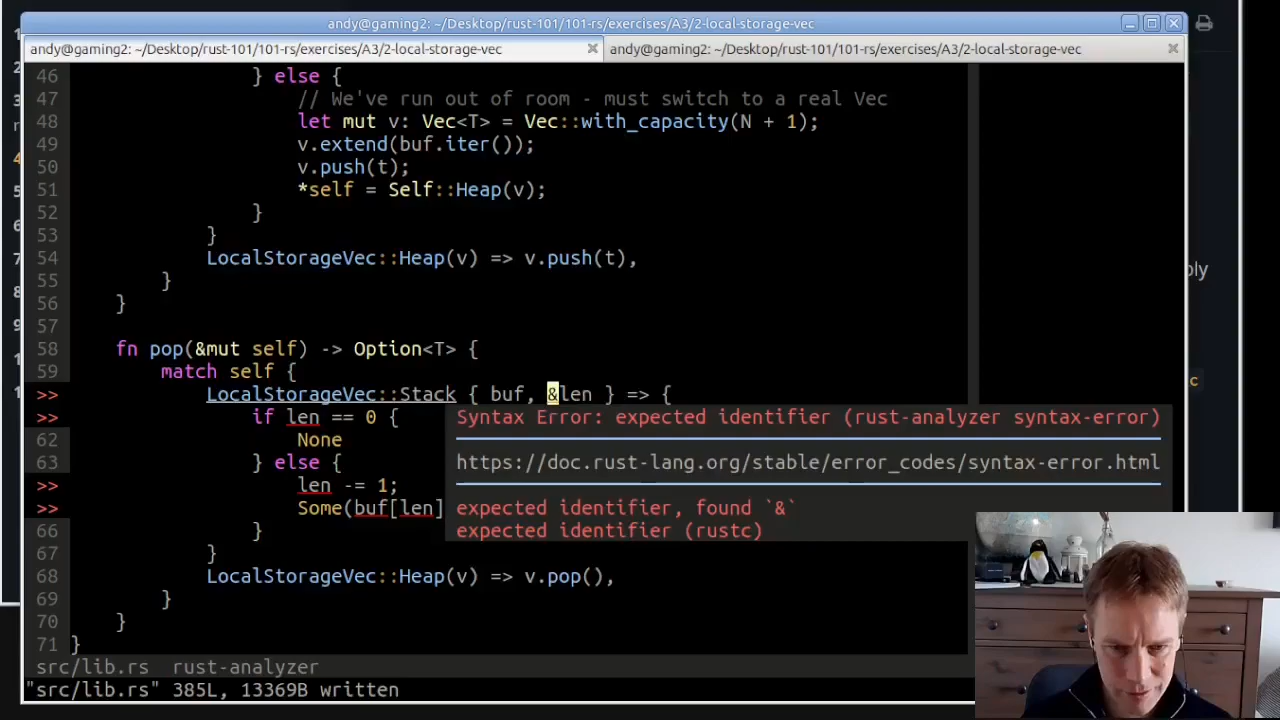 andy@gaming2: ~/Desktop/rust-101/101-rs/exercises/A3/2-local-storage-vec
andy@gaming2: ~/Desktop/rust-101/101-rs/exercises/A3/2-local-storage-vec
andy@gaming2: ~/Desktop/rust-101/101-rs/exercises/A3/2-local-storage-vec
46 } else {
47 // We've run out of room - must switch to a real Vec
48 let mut v: Vec<T> = Vec::with_capacity(N + 1);
49 v.extend(buf.iter());
50 v.push(t);
51 *self = Self::Heap(v);
52 }
53 }
54 LocalStorageVec::Heap(v) => v.push(t),
55 }
56 }
57
58 fn pop(&mut self) -> Option<T> {
59 match self {
>> LocalStorageVec::Stack { buf, &len } => {
>> if len == 0 {
Syntax Error: expected identifier (rust-analyzer syntax-error)
62 None
63 } else {
https://doc.rust-lang.org/stable/error_codes/syntax-error.html
>> len -= 1;
>> Some(buf[len]
expected identifier, found `&`
66 }
expected identifier (rustc)
67 }
68 LocalStorageVec::Heap(v) => v.pop(),
69 }
70 }
71 }
src/lib.rs rust-analyzer
"src/lib.rs" 385L, 13369B written